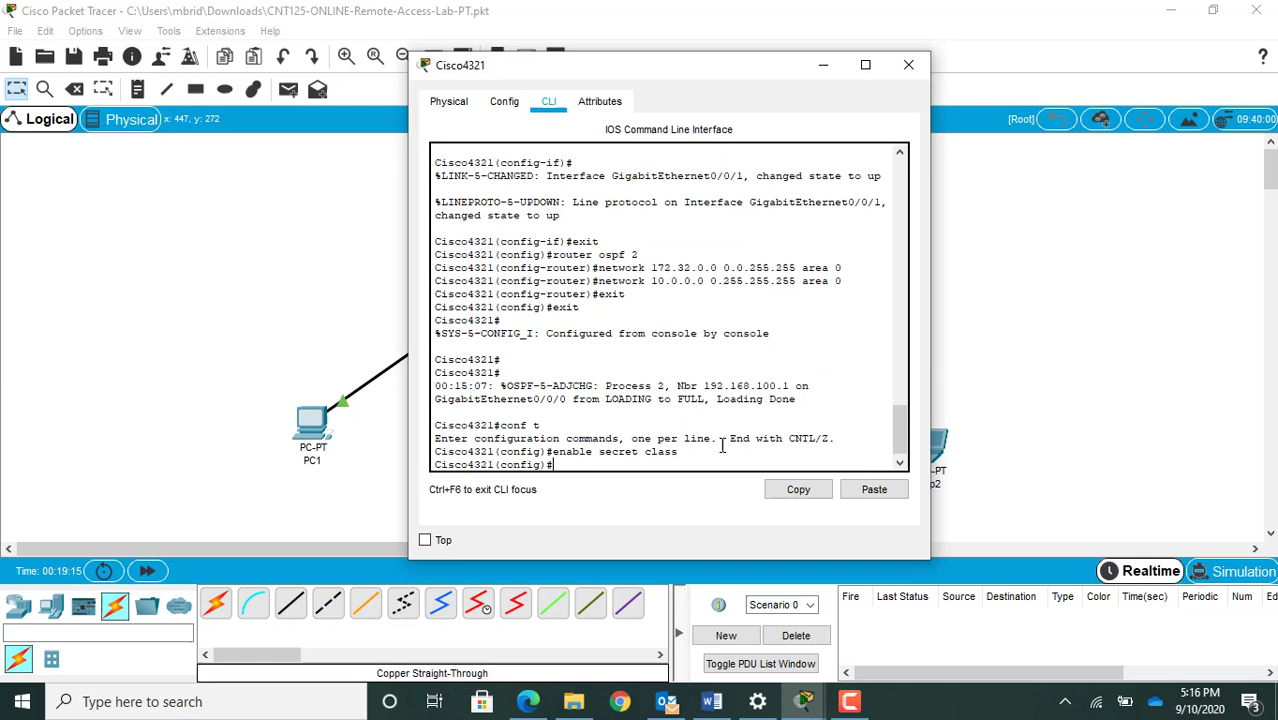 Cisco Packet Tracer - C:\Users\mbrid\Downloads\CNT125-ONLINE-Remote-Access-Lab-PT.pkt
File Edit Options View Tools Extensions Help
Logical Physical x: 447, y: 272 [Root] 09:40:00
Cisco4321
Physical Config CLI Attributes
IOS Command Line Interface
Cisco4321(config-if)#
%LINK-5-CHANGED: Interface GigabitEthernet0/0/1, changed state to up
%LINEPROTO-5-UPDOWN: Line protocol on Interface GigabitEthernet0/0/1,
changed state to up
Cisco4321(config-if)#exit
Cisco4321(config)#router ospf 2
Cisco4321(config-router)#network 172.32.0.0 0.0.255.255 area 0
Cisco4321(config-router)#network 10.0.0.0 0.255.255.255 area 0
Cisco4321(config-router)#exit
Cisco4321(config)#exit
Cisco4321#
%SYS-5-CONFIG_I: Configured from console by console
Cisco4321#
Cisco4321#
00:15:07: %OSPF-5-ADJCHG: Process 2, Nbr 192.168.100.1 on
GigabitEthernet0/0/0 from LOADING to FULL, Loading Done
Cisco4321#conf t
Enter configuration commands, one per line. End with CNTL/Z.
Cisco4321(config)#enable secret class
Cisco4321(config)#
Ctrl+F6 to exit CLI focus
Copy Paste
Top
PC-PT
PC1
p2
Time: 00:19:15
Realtime Simulation
Scenario 0
New Delete
Toggle PDU List Window
Fire Last Status Source Destination Type Color Time(sec) Periodic Num Ed
Copper Straight-Through
Type here to search
5:16 PM
9/10/2020
3